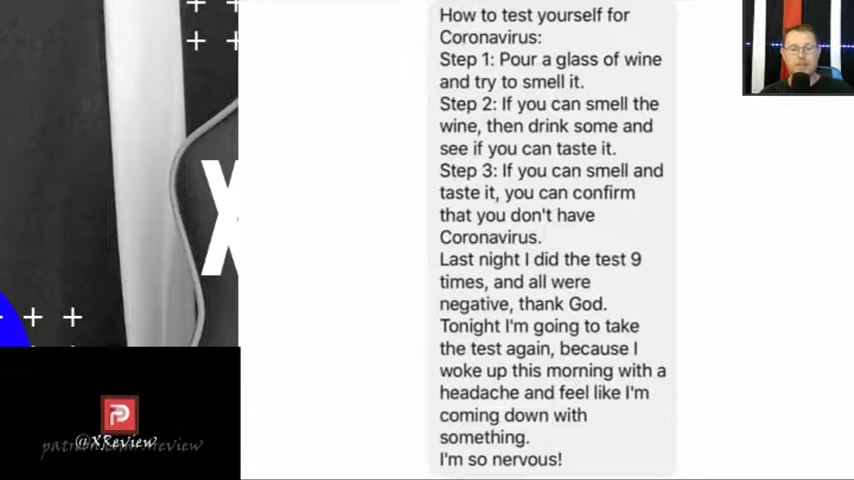 How to test yourself for
Coronavirus:
Step 1: Pour a glass of wine
and try to smell it.
Step 2: If you can smell the
wine, then drink some and
see if you can taste it.
Step 3: If you can smell and
taste it, you can confirm
that you don't have
Coronavirus.
Last night I did the test 9
times, and all were
negative, thank God.
Tonight I'm going to take
the test again, because I
woke up this morning with a
headache and feel like I'm
coming down with
something.
I'm so nervous!
X
@XReview